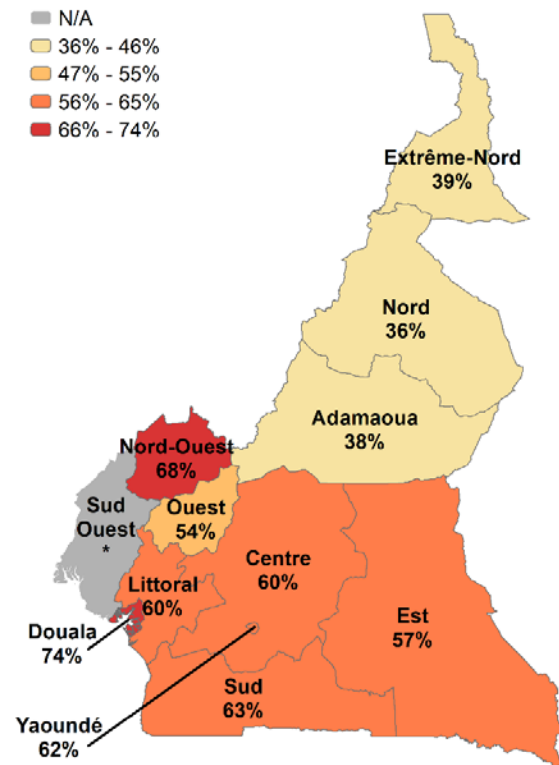 N/A
36% - 46%
47% - 55%
56% - 65%
66% - 74%
Extrême-Nord
39%
Nord
36%
Adamaoua
38%
Nord-Ouest
68%
Sud
Ouest
*
Ouest
54%
Centre
60%
Littoral
60%
Est
57%
Douala
74%
Sud
63%
Yaoundé
62%